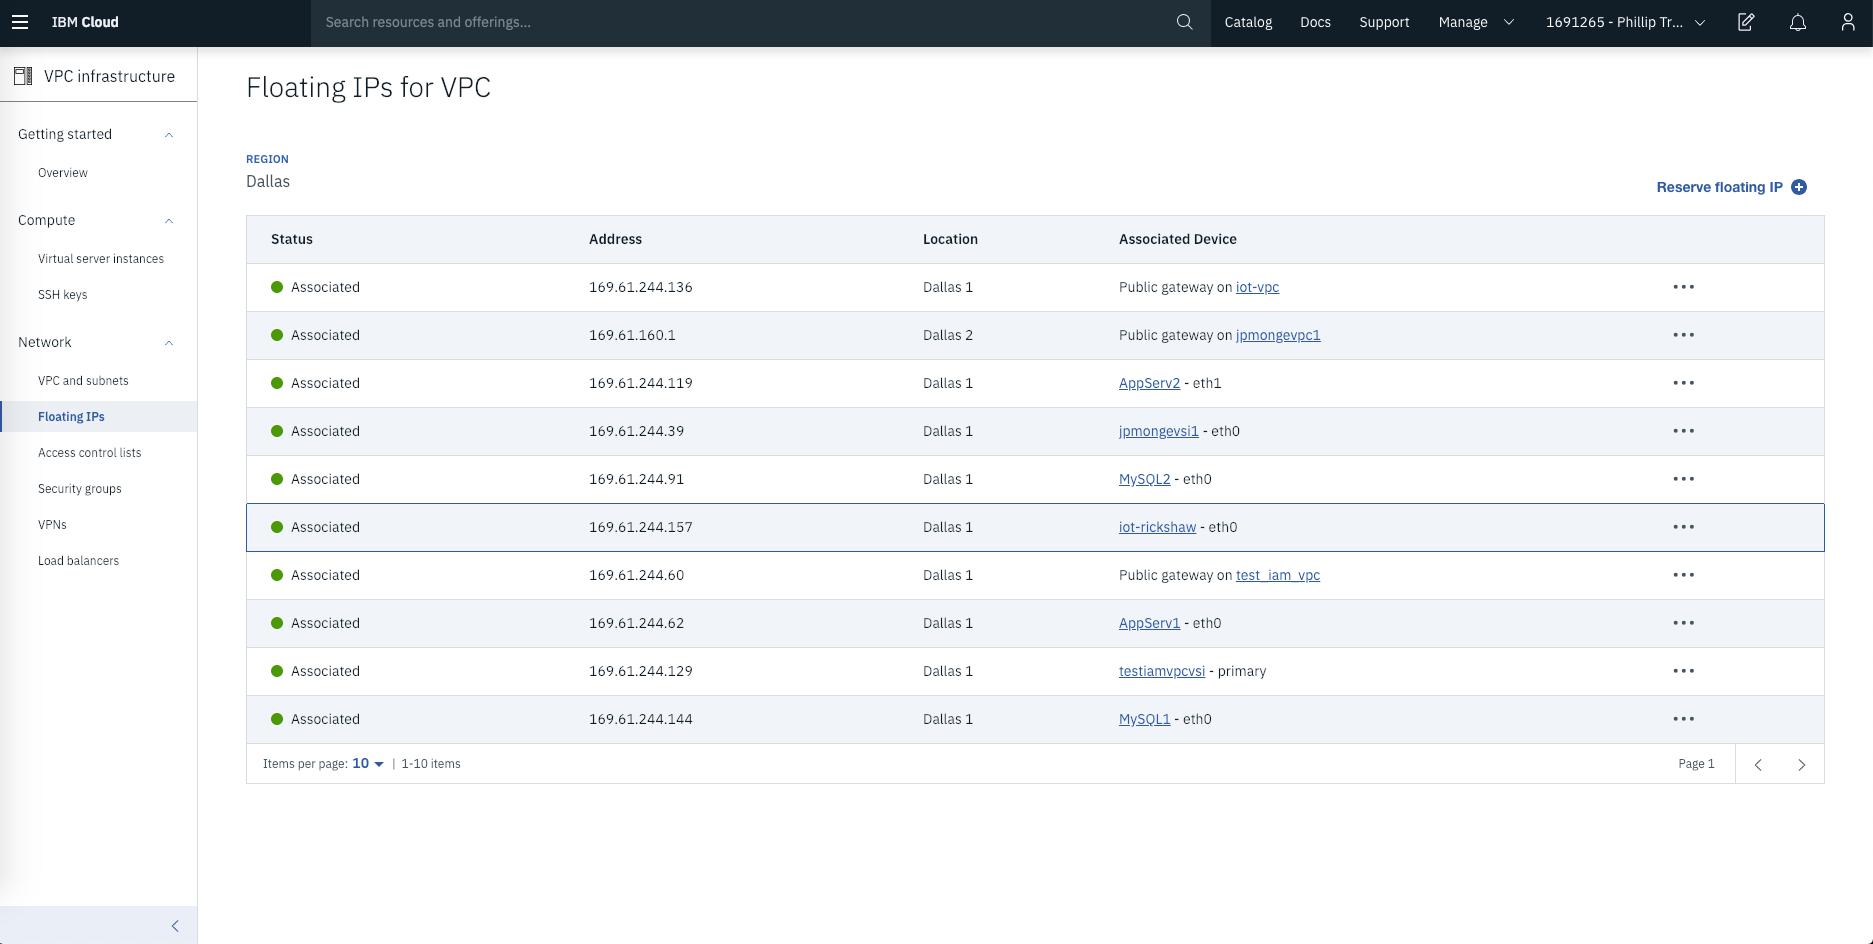 IBM Cloud
Search resources and offerings...
Catalog
Docs
Support
Manage
1691265 - Phillip Tr...
VPC infrastructure
Getting started
Overview
Compute
Virtual server instances
SSH keys
Network
VPC and subnets
Floating IPs
Access control lists
Security groups
VPNs
Load balancers
Floating IPs for VPC
REGION
Dallas
Reserve floating IP
Status Address Location Associated Device
Associated 169.61.244.136 Dallas 1 Public gateway on iot-vpc
Associated 169.61.160.1 Dallas 2 Public gateway on jpmongevpc1
Associated 169.61.244.119 Dallas 1 AppServ2 - eth1
Associated 169.61.244.39 Dallas 1 jpmongevsi1 - eth0
Associated 169.61.244.91 Dallas 1 MySQL2 - eth0
Associated 169.61.244.157 Dallas 1 iot-rickshaw - eth0
Associated 169.61.244.60 Dallas 1 Public gateway on test_iam_vpc
Associated 169.61.244.62 Dallas 1 AppServ1 - eth0
Associated 169.61.244.129 Dallas 1 testiamvpcvsi - primary
Associated 169.61.244.144 Dallas 1 MySQL1 - eth0
Items per page: 10 | 1-10 items
Page 1